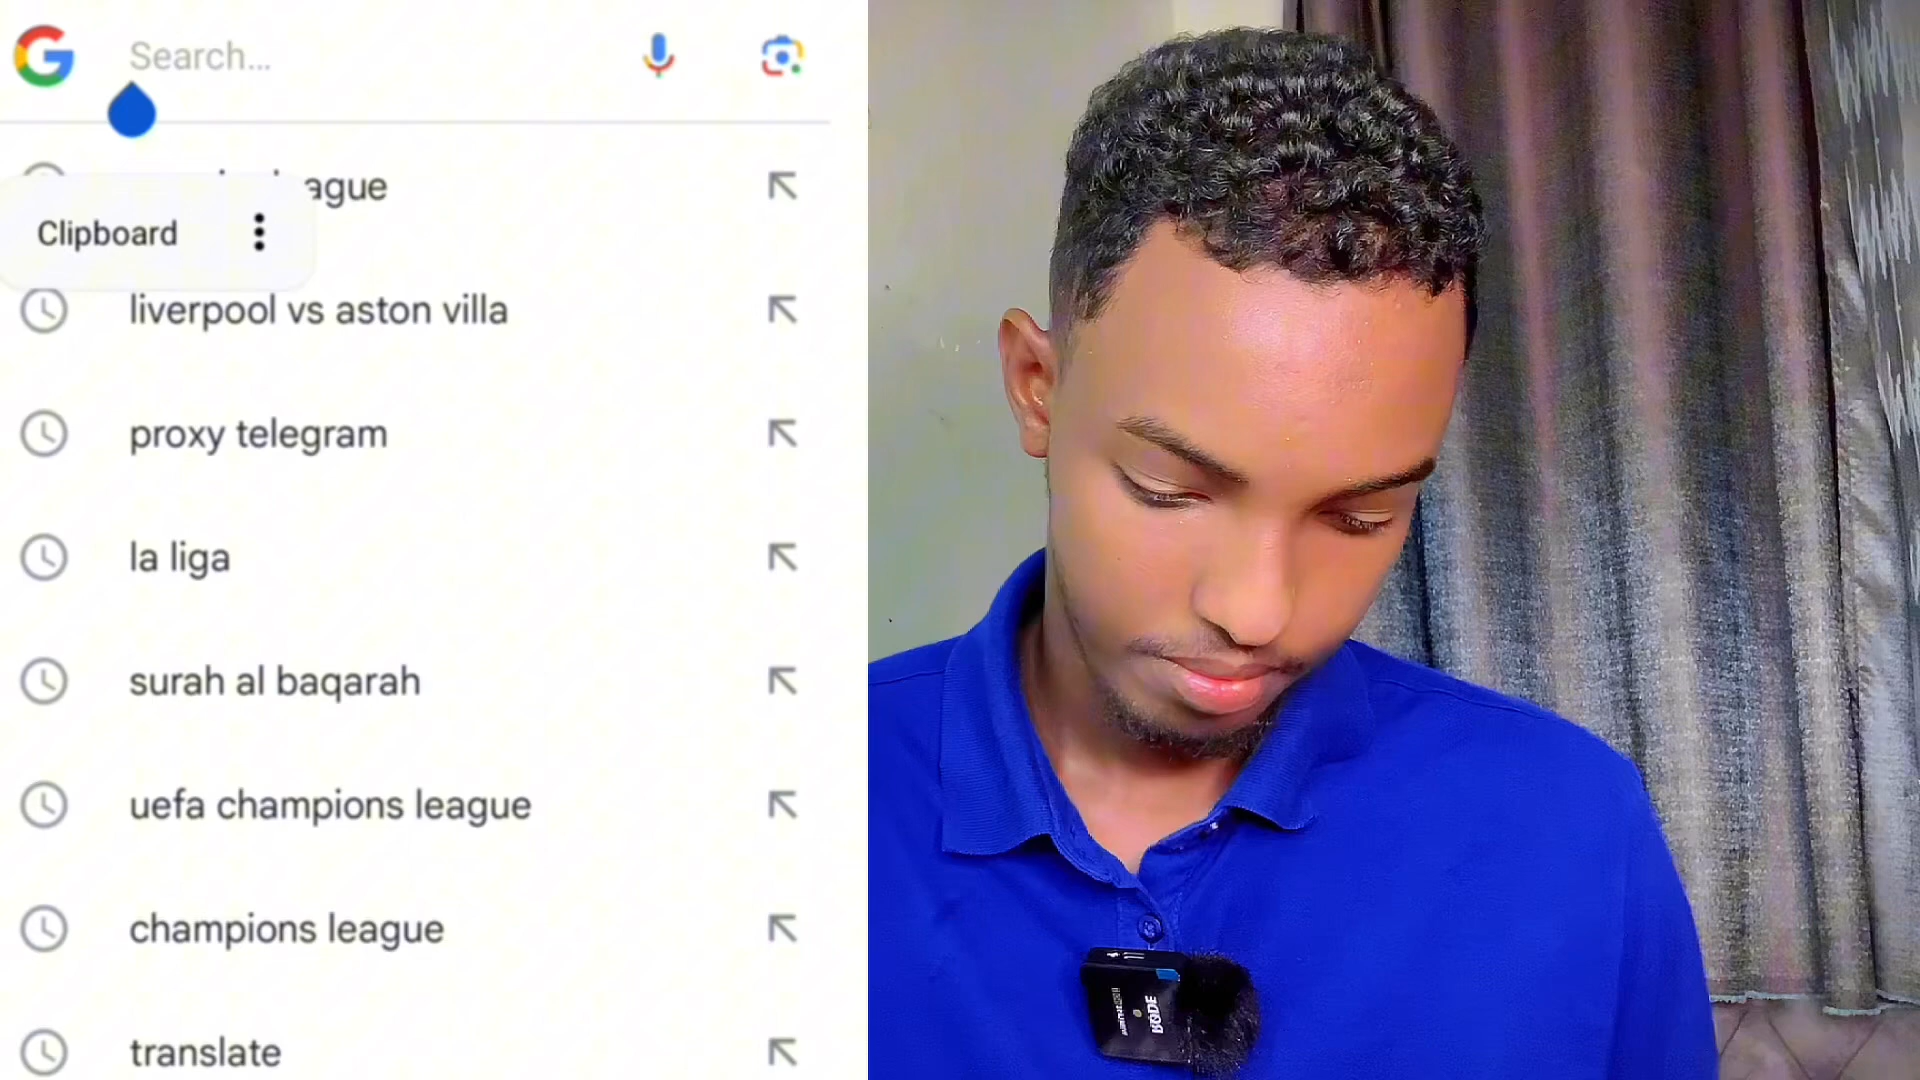 Search...
ague
Clipboard
liverpool vs aston villa
proxy telegram
la liga
surah al baqarah
uefa champions league
champions league
translate
RØDE